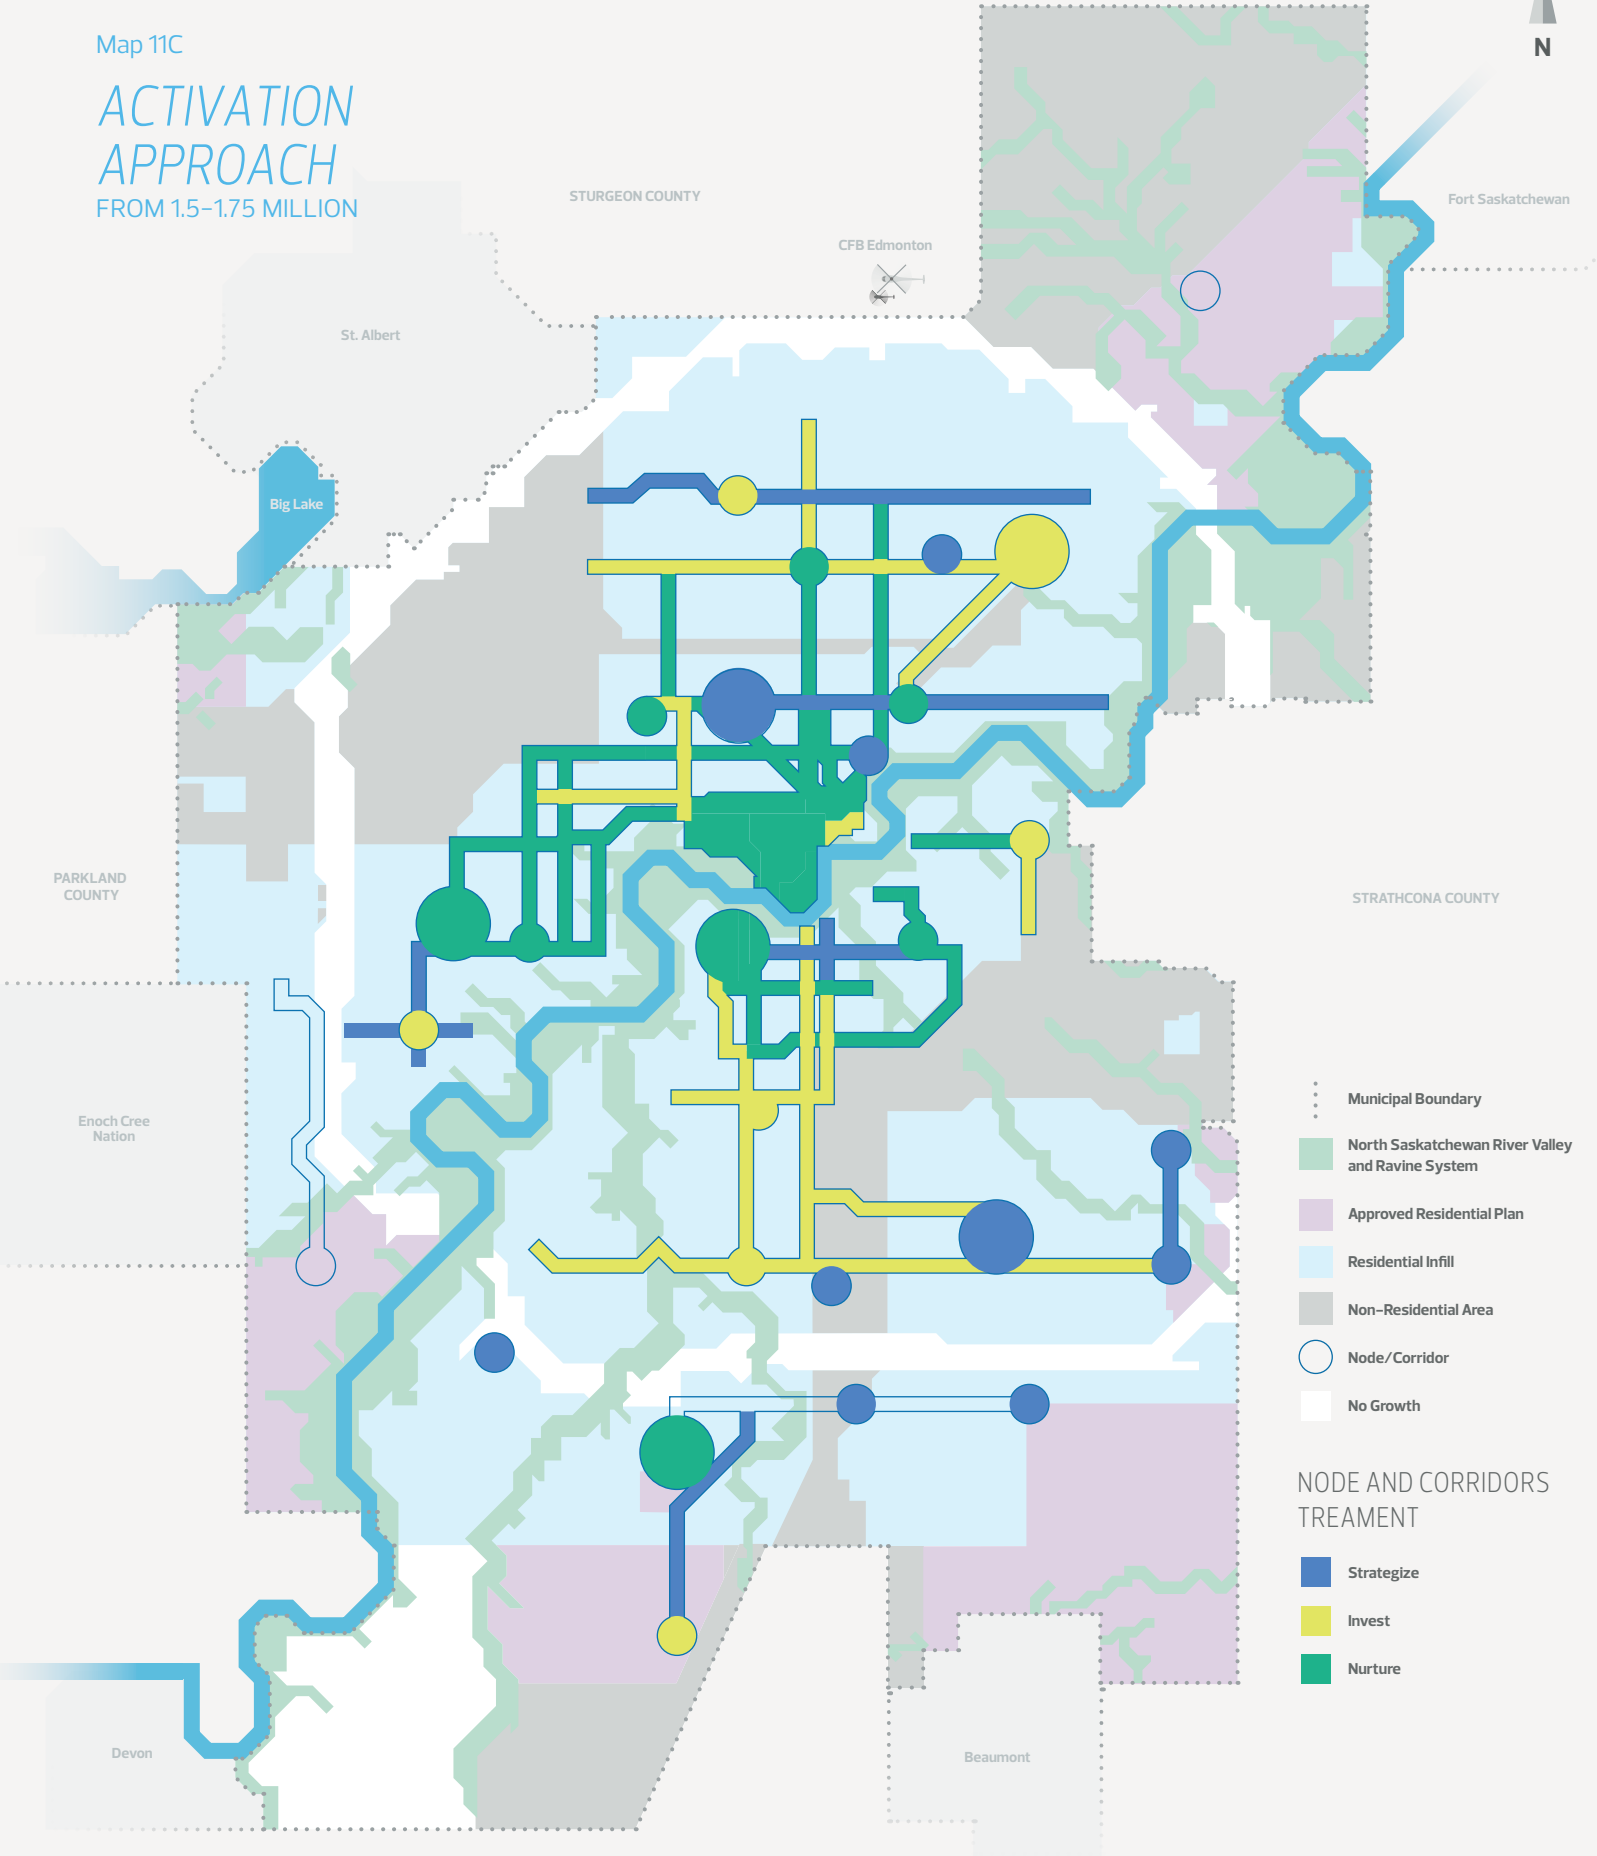 Map 11C
ACTIVATION
APPROACH
FROM 1.5-1.75 MILLION
N
STURGEON COUNTY
Fort Saskatchewan
CFB Edmonton
St. Albert
Big Lake
PARKLAND
COUNTY
STRATHCONA COUNTY
Enoch Cree
Nation
Devon
Beaumont
Municipal Boundary
North Saskatchewan River Valley
and Ravine System
Approved Residential Plan
Residential Infill
Non-Residential Area
Node/Corridor
No Growth
NODE AND CORRIDORS
TREAMENT
Strategize
Invest
Nurture